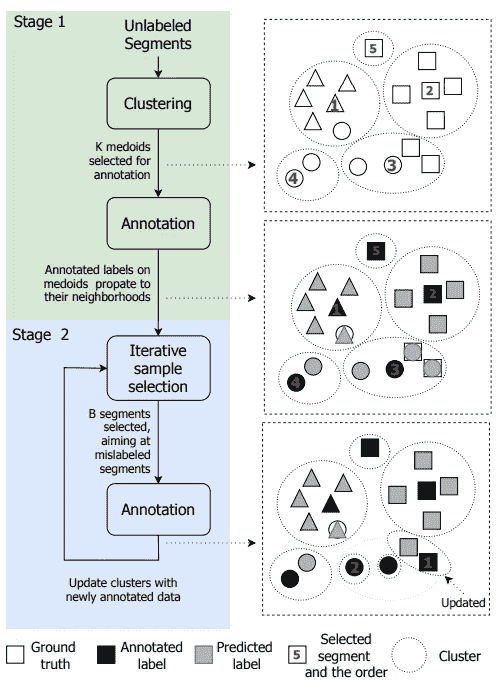 Stage 1
Unlabeled
Segments
Clustering
K medoids
selected for
annotation
Annotation
Annotated labels on
medoids propate to
their neighborhoods
Stage 2
Iterative
sample
selection
B segments
selected,
aiming at
mislabeled
segments
Annotation
Update clusters with
newly annotated data
5
2
1
3
4
5
2
1
3
4
1
2
Updated
Ground
truth
Annotated
label
Predicted
label
5
Selected
segment
and the order
Cluster